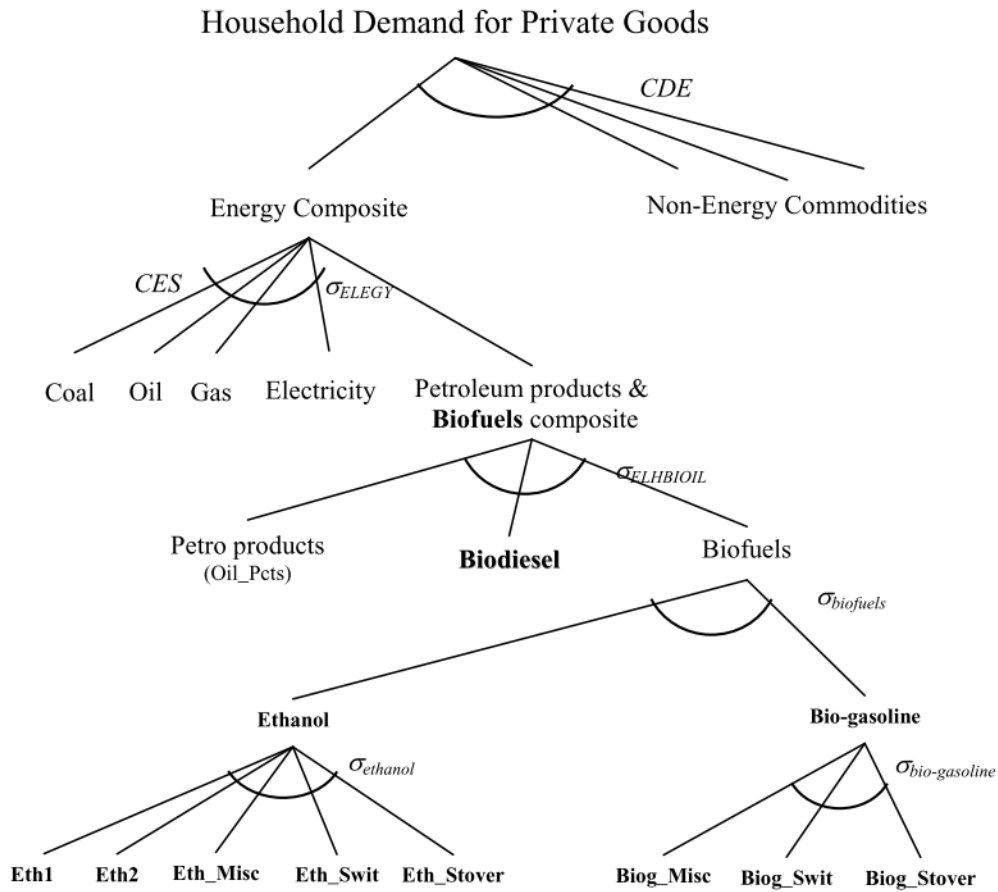 Household Demand for Private Goods
CDE
Energy Composite
Non-Energy Commodities
CES
σELEGY
Coal
Oil
Gas
Electricity
Petroleum products &
Biofuels composite
σELHBIOIL
Petro products
(Oil_Pcts)
Biodiesel
Biofuels
σbiofuels
Ethanol
Bio-gasoline
σethanol
σbio-gasoline
Eth1
Eth2
Eth_Misc
Eth_Swit
Eth_Stover
Biog_Misc
Biog_Swit
Biog_Stover